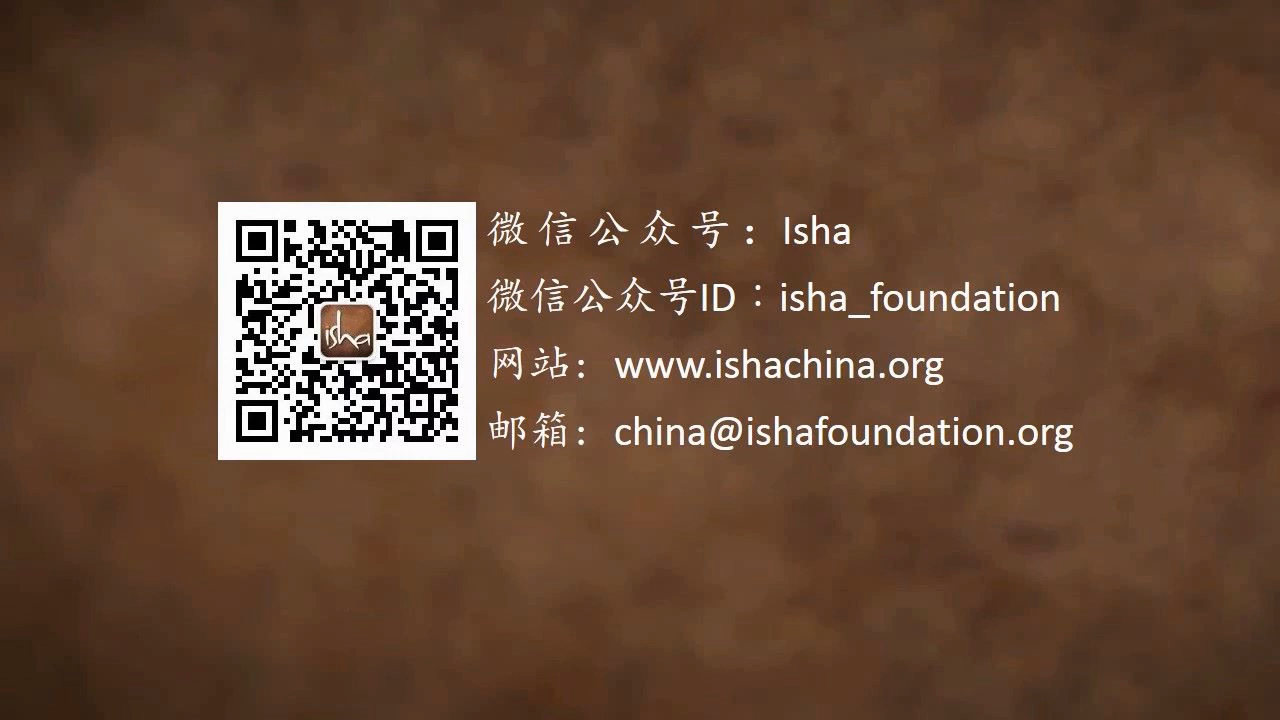 微信公众号：Isha
微信公众号ID：isha_foundation
isha
网站：www.ishachina.org
邮箱：china@ishafoundation.org